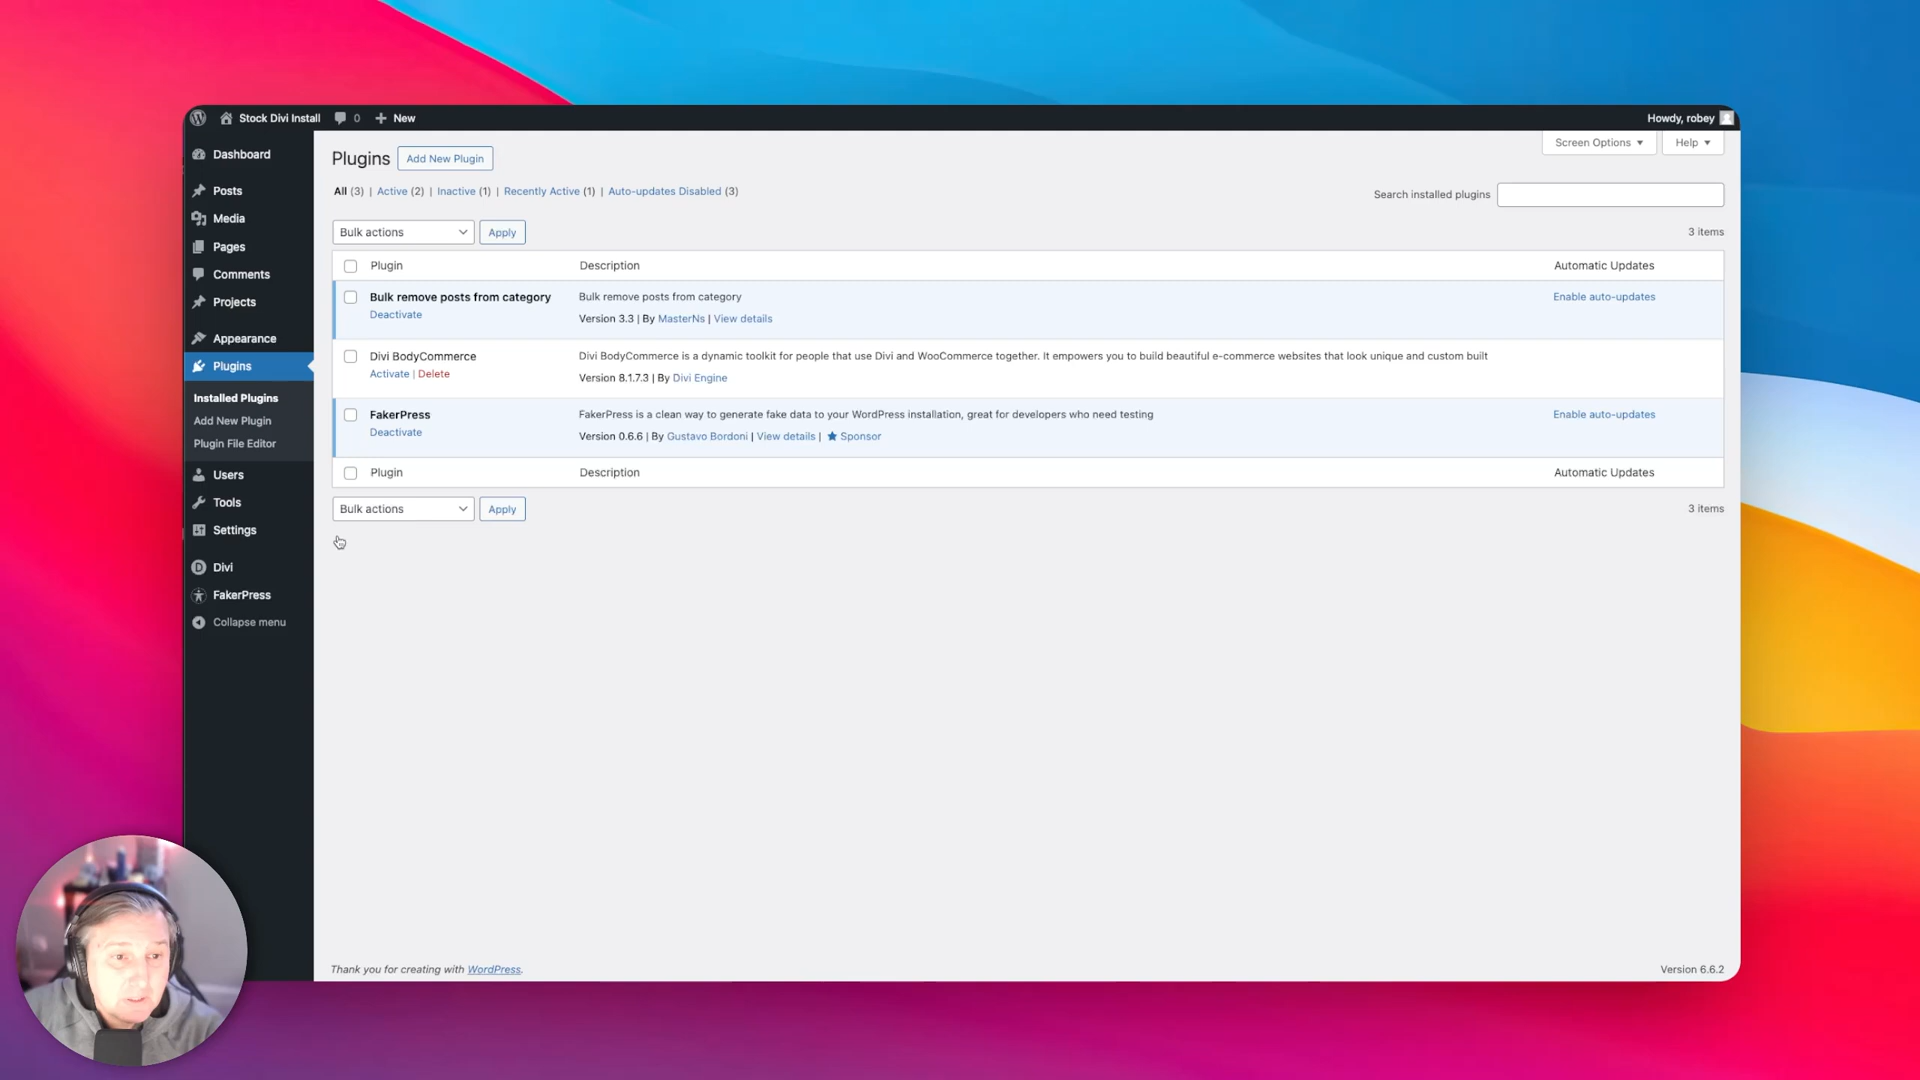 Stock Divi Install 0 New Howdy, robey
Dashboard
Posts
Media
Pages
Comments
Projects
Appearance
Plugins
Installed Plugins
Add New Plugin
Plugin File Editor
Users
Tools
Settings
Divi
FakerPress
Collapse menu
Screen Options ▼ Help ▼
Plugins Add New Plugin
All (3) | Active (2) | Inactive (1) | Recently Active (1) | Auto-updates Disabled (3)
Search installed plugins
Bulk actions Apply 3 items
Plugin Description Automatic Updates
Bulk remove posts from category Bulk remove posts from category Enable auto-updates
Deactivate Version 3.3 | By MasterNs | View details
Divi BodyCommerce Divi BodyCommerce is a dynamic toolkit for people that use Divi and WooCommerce together. It empowers you to build beautiful e-commerce websites that look unique and custom built
Activate | Delete Version 8.1.7.3 | By Divi Engine
FakerPress FakerPress is a clean way to generate fake data to your WordPress installation, great for developers who need testing Enable auto-updates
Deactivate Version 0.6.6 | By Gustavo Bordoni | View details | ★ Sponsor
Plugin Description Automatic Updates
Bulk actions Apply 3 items
Thank you for creating with WordPress. Version 6.6.2